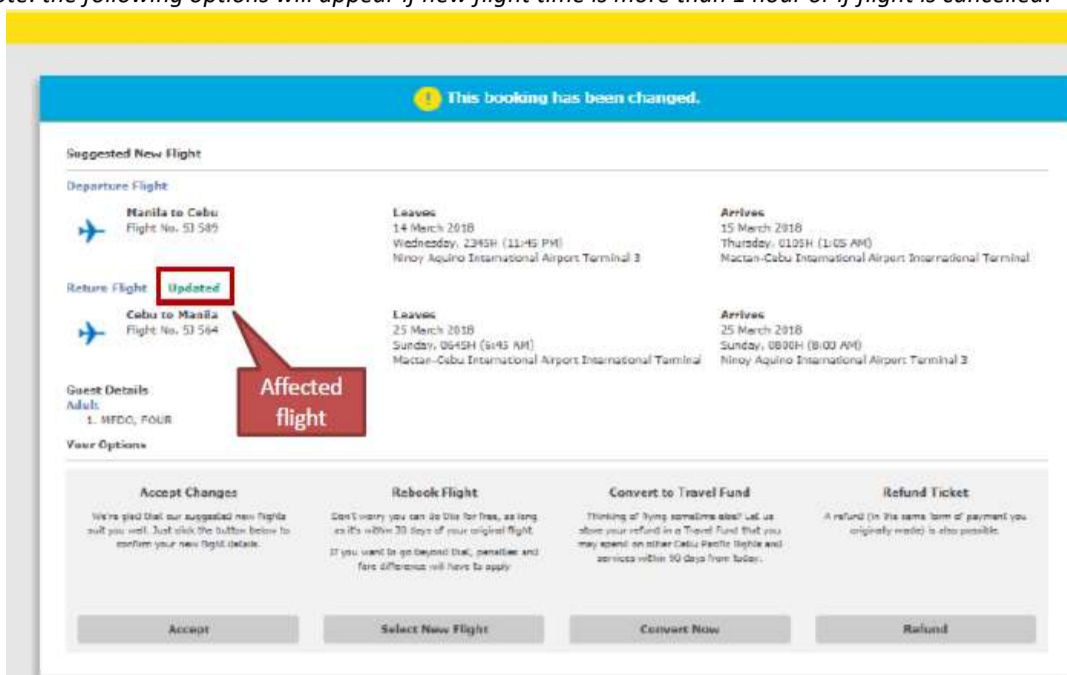 ote: the following options will appear if new flight time is more than 1 hour or if flight is cancelled.
! This booking has been changed.
Suggested New Flight
Departure Flight
Manila to Cebu
Flight No. 5J 589
Leaves
14 March 2018
Wednesday, 2345H (11:45 PM)
Ninoy Aquino International Airport Terminal 3
Arrives
15 March 2018
Thursday, 0105H (1:05 AM)
Mactan-Cebu International Airport International Terminal
Return Flight Updated
Cebu to Manila
Flight No. 5J 564
Leaves
25 March 2018
Sunday, 0645H (6:45 AM)
Mactan-Cebu International Airport International Terminal
Arrives
25 March 2018
Sunday, 0800H (8:00 AM)
Ninoy Aquino International Airport Terminal 3
Affected
flight
Guest Details
Adult
1. MFDO, FOUR
Your Options
Accept Changes
We're glad that our suggested new flights
suit you well. Just click the button below to
confirm your new flight details.
Accept
Rebook Flight
Don't worry you can do this for free, as long
as it's within 30 days of your original flight.
If you want to go beyond that, penalties and
fare difference will have to apply
Select New Flight
Convert to Travel Fund
Thinking of flying sometime else? Let us
store your refund in a Travel Fund that you
may spend on other Cebu Pacific flights and
services within 90 days from today.
Convert Now
Refund Ticket
A refund (in the same form of payment you
originally made) is also possible.
Refund